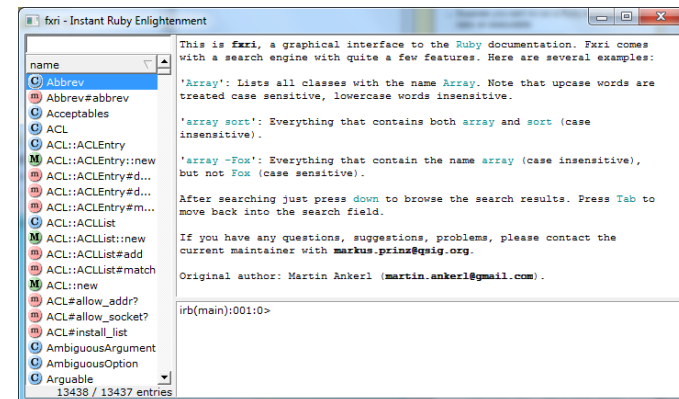 fxri - Instant Ruby Enlightenment
name
Abbrev
Abbrev#abbrev
Acceptables
ACL
ACL::ACLEntry
ACL::ACLEntry::new
ACL::ACLEntry#d...
ACL::ACLEntry#d...
ACL::ACLEntry#m...
ACL::ACLList
ACL::ACLList::new
ACL::ACLList#add
ACL::ACLList#match
ACL::new
ACL#allow_addr?
ACL#allow_socket?
ACL#install_list
AmbiguousArgument
AmbiguousOption
Arguable
13438 / 13437 entries
This is fxri, a graphical interface to the Ruby documentation. Fxri comes
with a search engine with quite a few features. Here are several examples:
'Array': Lists all classes with the name Array. Note that upcase words are
treated case sensitive, lowercase words insensitive.
'array sort': Everything that contains both array and sort (case
insensitive).
'array -Fox': Everything that contain the name array (case insensitive),
but not Fox (case sensitive).
After searching just press down to browse the search results. Press Tab to
move back into the search field.
If you have any questions, suggestions, problems, please contact the
current maintainer with markus.prinz@qsig.org.
Original author: Martin Ankerl (martin.ankerl@gmail.com).
irb(main):001:0>